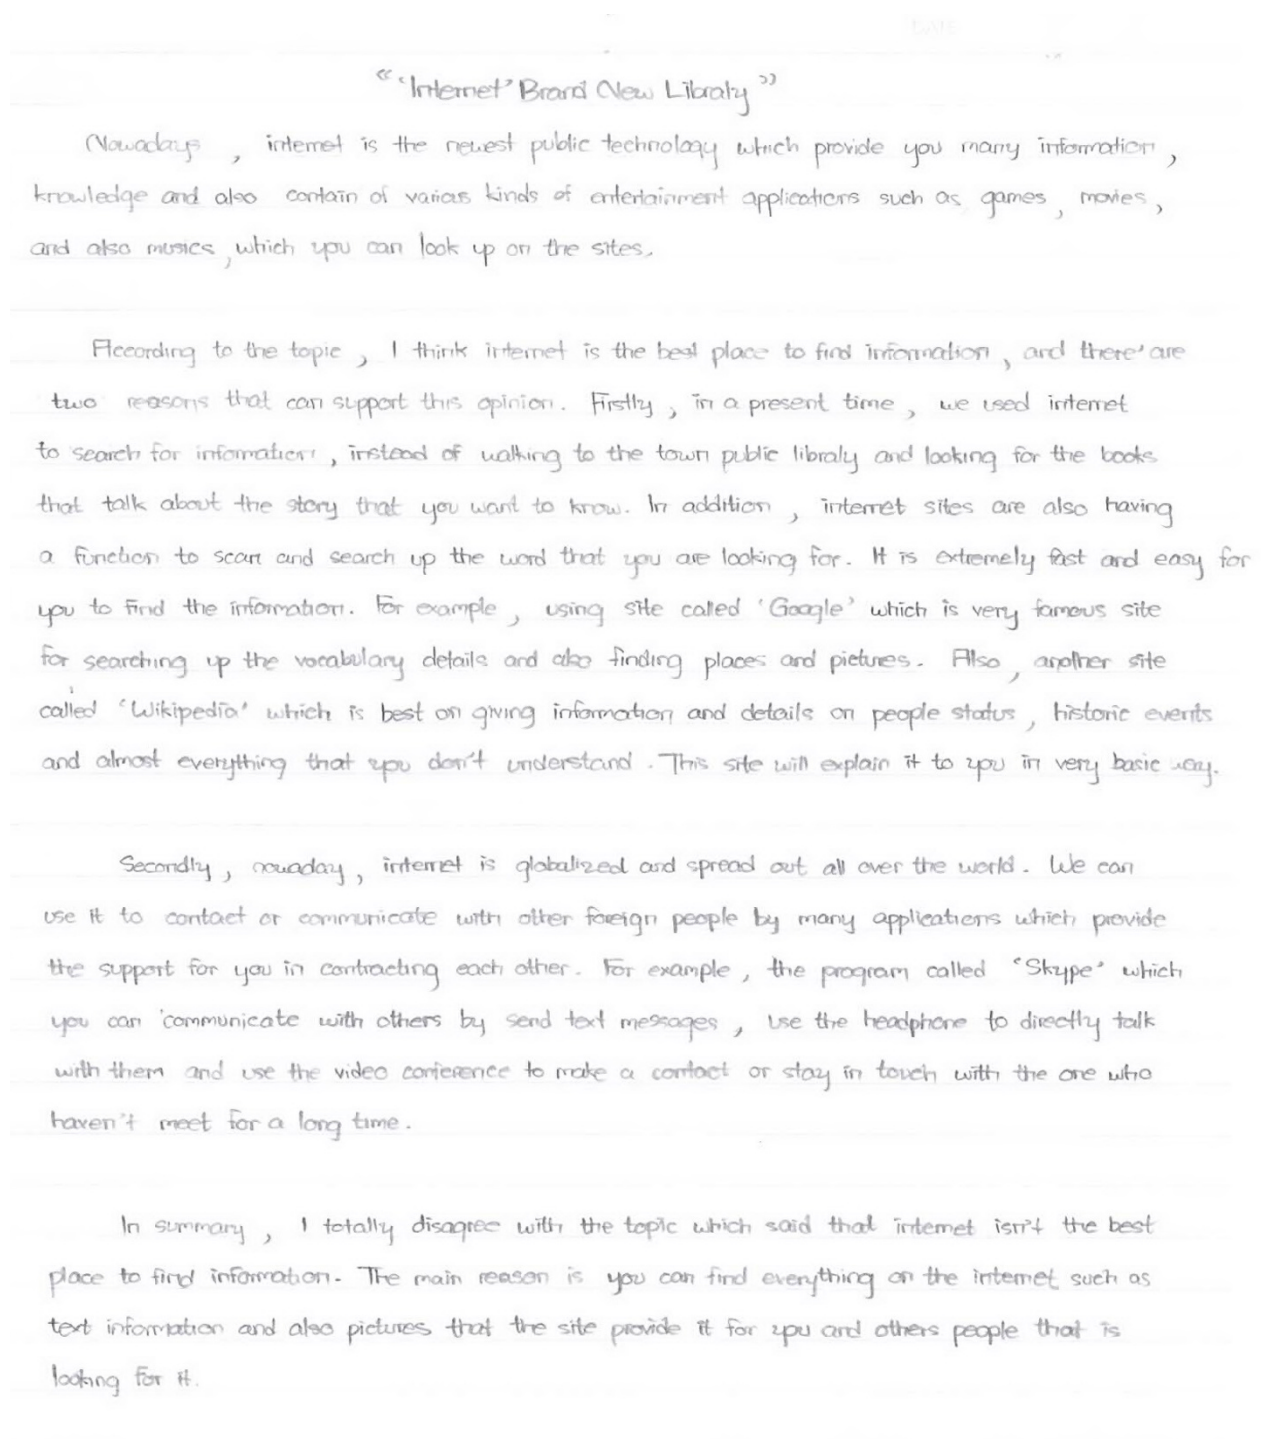 “‘Internet’ Brand New Libraly”
Nowadays, internet is the newest public technology which provide you many information,
knowledge and also contain of various kinds of entertainment applications such as games, movies,
and also musics, which you can look up on the sites.
According to the topic, I think internet is the best place to find information, and there' are
two reasons that can support this opinion. Firstly, in a present time, we used internet
to search for infomation, instead of walking to the town public libraly and looking for the books
that talk about the story that you want to know. In addition, internet sites are also having
a function to scan and search up the word that you are looking for. It is extremely fast and easy for
you to find the information. For example, using site called 'Google' which is very famous site
for searching up the vocabulary details and also finding places and pictures. Also, another site
called 'Wikipedia' which is best on giving information and details on people status, historic events
and almost everything that you don't understand. This site will explain it to you in very basic way.
Secondly, nowaday, internet is globalized and spread out all over the world. We can
use it to contact or communicate with other foreign people by many applications which provide
the support for you in contracting each other. For example, the program called 'Skype' which
you can communicate with others by send text messages, use the headphone to directly talk
with them and use the video conference to make a contact or stay in touch with the one who
haven't meet for a long time.
In summary, I totally disagree with the topic which said that internet isn't the best
place to find information. The main reason is you can find everything on the internet such as
text information and also pictures that the site provide it for you and others people that is
looking for it.